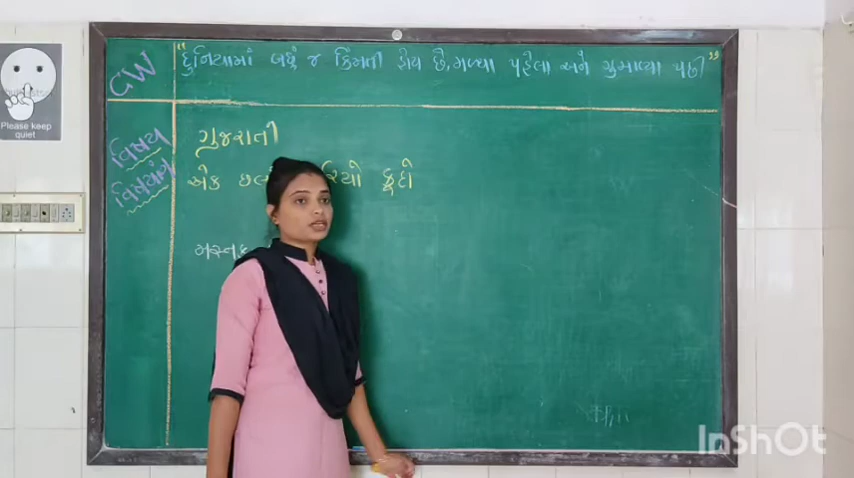 Please keep quiet
CW
"દુનિયામાં બધું જ કિંમતી હોય છે, મળ્યા પહેલા અને ગુમાવ્યા પછી"
વિષય
ગુજરાતી
વિષયાંગ
એક રિયો કૂદો
InShOt